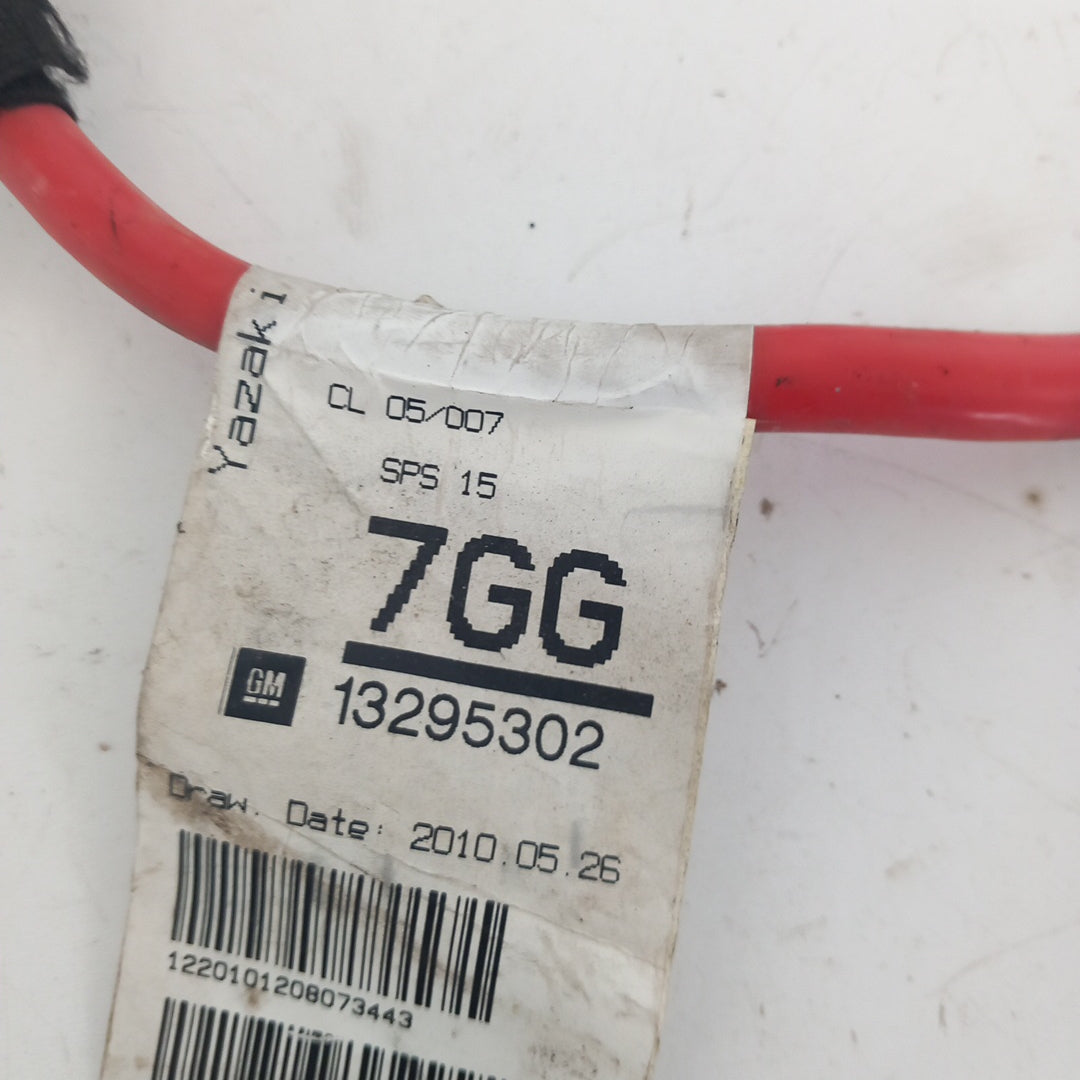 Yazaki
CL 05/007
SPS 15
7GG
GM
13295302
Draw. Date: 2010.05.26
1220101208073443